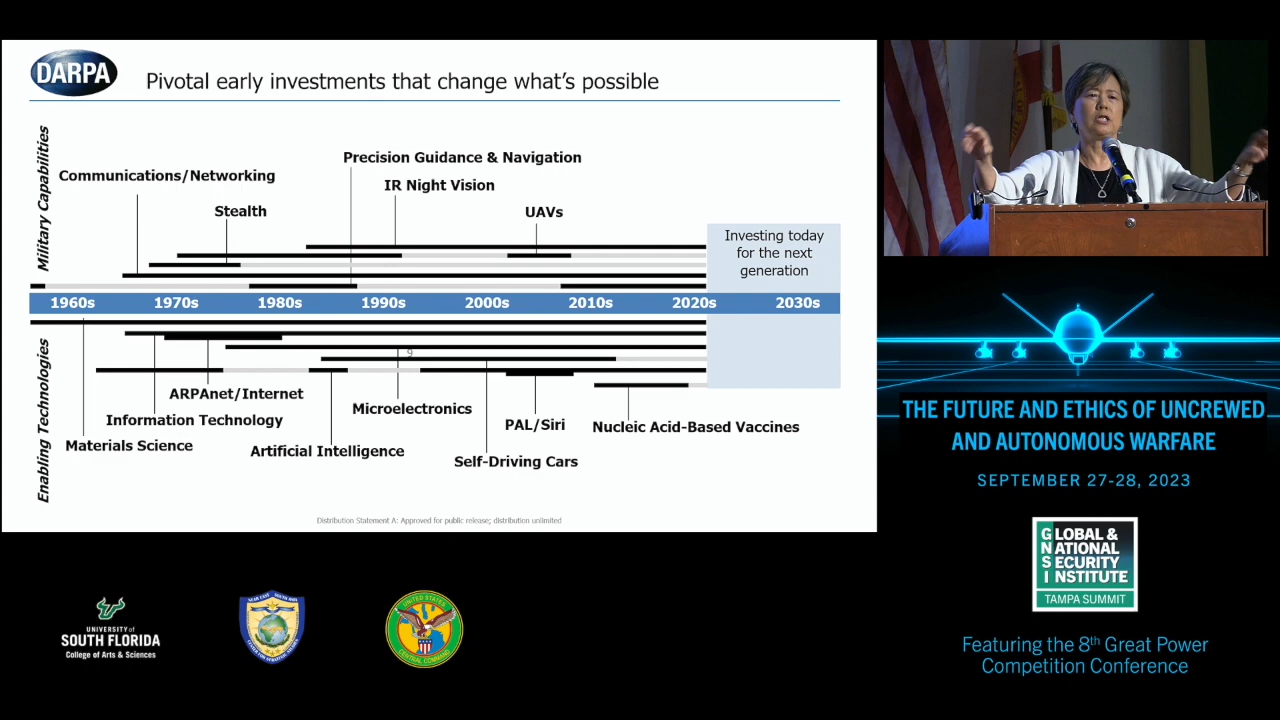 DARPA
Pivotal early investments that change what's possible
Military Capabilities
Precision Guidance & Navigation
Communications/Networking
IR Night Vision
Stealth
UAVs
Investing today
for the next
generation
1960s 1970s 1980s 1990s 2000s 2010s 2020s 2030s
Enabling Technologies
9
ARPAnet/Internet
Microelectronics
Information Technology
PAL/Siri
Nucleic Acid-Based Vaccines
Materials Science
Artificial Intelligence
Self-Driving Cars
Distribution Statement A: Approved for public release; distribution unlimited
THE FUTURE AND ETHICS OF UNCREWED
AND AUTONOMOUS WARFARE
SEPTEMBER 27-28, 2023
GLOBAL &
NATIONAL
SECURITY
INSTITUTE
TAMPA SUMMIT
Featuring the 8th Great Power
Competition Conference
UNIVERSITY of
SOUTH FLORIDA
College of Arts & Sciences
UNITED STATES
CENTRAL COMMAND